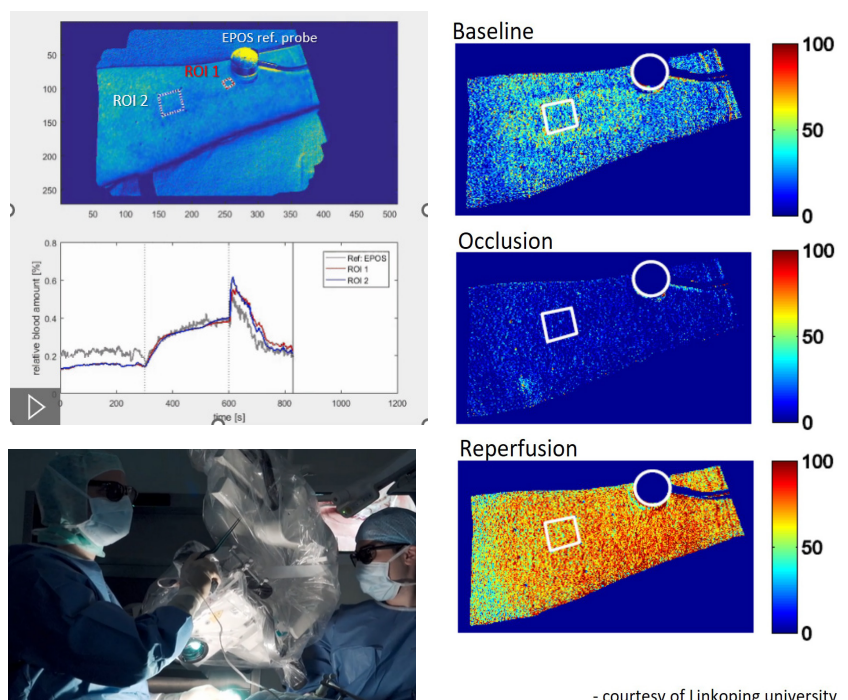 EPOS ref. probe
ROI 1
ROI 2
50
100
150
200
250
50 100 150 200 250 300 350 400 450 500
0.8
0.6
0.4
0.2
0
relative blood amount [%]
Ref: EPOS
ROI 1
ROI 2
200 400 600 800 1000 1200
time [s]
Baseline
100
50
0
Occlusion
100
50
0
Reperfusion
100
50
0
- courtesy of Linkoping university